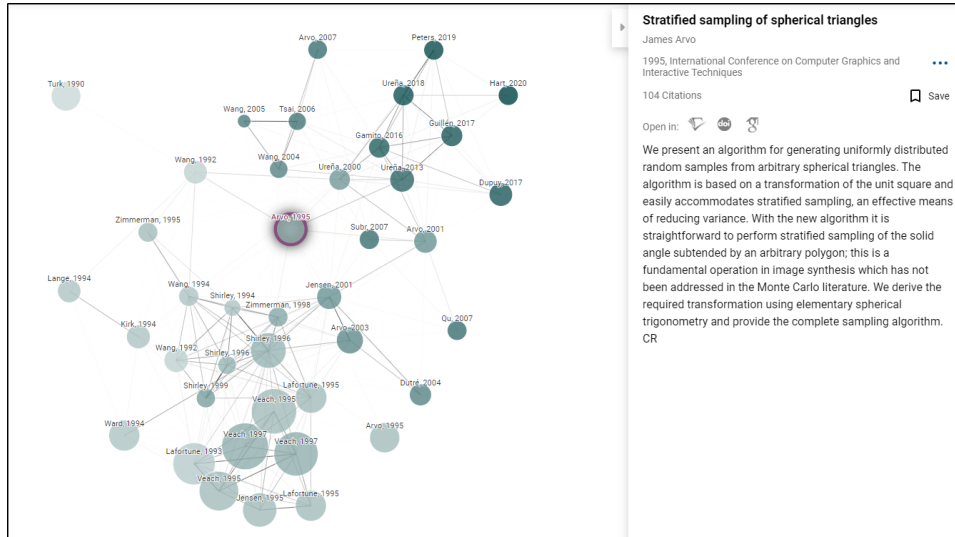 Arvo, 2007
Peters, 2019
Turk, 1990
Ureña, 2018
Hart, 2020
Wang, 2005
Tsai, 2006
Guillén, 2017
Gamito, 2016
Wang, 1992
Wang, 2004
Ureña, 2000
Ureña, 2013
Dupuy, 2017
Arvo, 1995
Zimmerman, 1995
Subr, 2007
Arvo, 2001
Lange, 1994
Wang, 1994
Shirley, 1994
Jensen, 2001
Zimmerman, 1998
Kirk, 1994
Arvo, 2003
Qu, 2007
Shirley, 1996
Wang, 1992
Shirley, 1996
Shirley, 1999
Lafortune, 1995
Dutré, 2004
Veach, 1995
Ward, 1994
Arvo, 1995
Veach, 1997
Veach, 1997
Lafortune, 1993
Veach, 1995
Jensen, 1995
Lafortune, 1995
Stratified sampling of spherical triangles
James Arvo
1995, International Conference on Computer Graphics and
Interactive Techniques
104 Citations
Save
Open in:
doi
g
We present an algorithm for generating uniformly distributed
random samples from arbitrary spherical triangles. The
algorithm is based on a transformation of the unit square and
easily accommodates stratified sampling, an effective means
of reducing variance. With the new algorithm it is
straightforward to perform stratified sampling of the solid
angle subtended by an arbitrary polygon; this is a
fundamental operation in image synthesis which has not
been addressed in the Monte Carlo literature. We derive the
required transformation using elementary spherical
trigonometry and provide the complete sampling algorithm.
CR